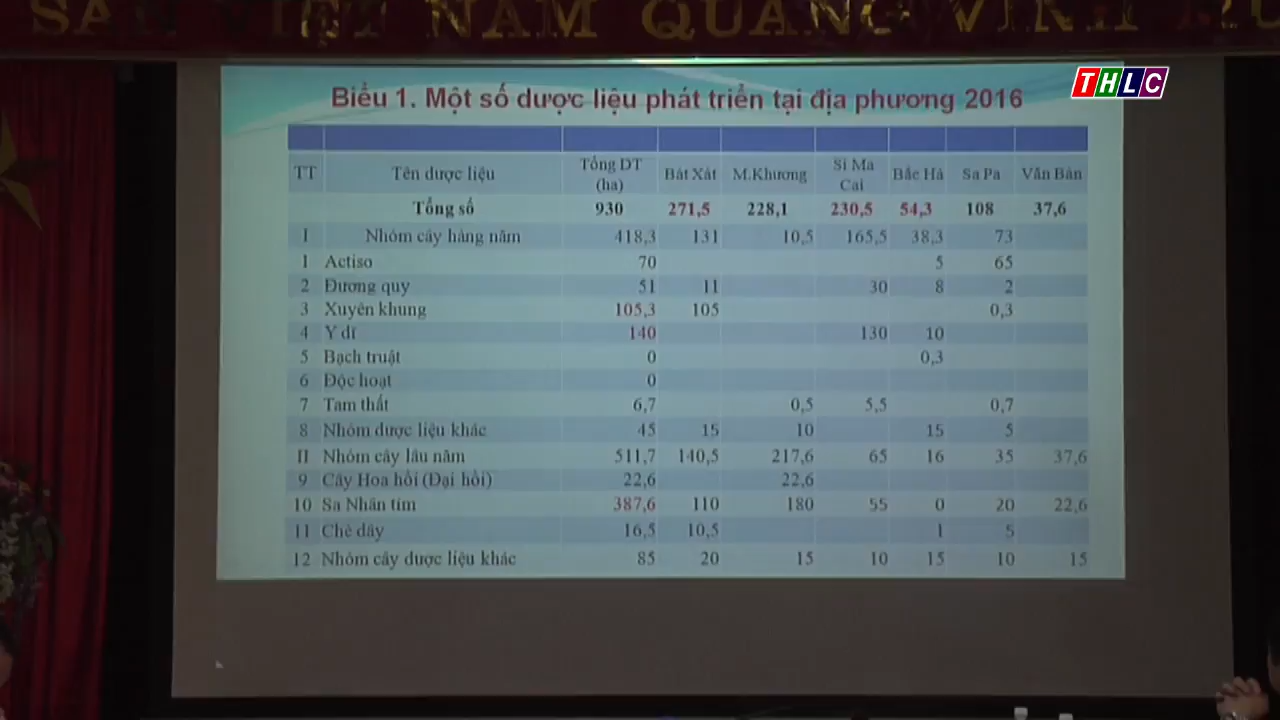 SẢN VIỆT NAM QUANG VINH
THLC
Biểu 1. Một số dược liệu phát triển tại địa phương 2016
TT Tên dược liệu Tổng DT (ha) Bát Xát M.Khương Si Ma Cai Bắc Hà Sa Pa Văn Bàn
Tổng số 930 271,5 228,1 230,5 54,3 108 37,6
I Nhóm cây hàng năm 418,3 131 10,5 165,5 38,3 73
1 Actiso 70 5 65
2 Đương quy 51 11 30 8 2
3 Xuyên khung 105,3 105 0,3
4 Y dĩ 140 130 10
5 Bạch truật 0 0,3
6 Độc hoạt 0
7 Tam thất 6,7 0,5 5,5 0,7
8 Nhóm dược liệu khác 45 15 10 15 5
II Nhóm cây lâu năm 511,7 140,5 217,6 65 16 35 37,6
9 Cây Hoa hồi (Đại hồi) 22,6 22,6
10 Sa Nhân tím 387,6 110 180 55 0 20 22,6
11 Chè dây 16,5 10,5 1 5
12 Nhóm cây dược liệu khác 85 20 15 10 15 10 15